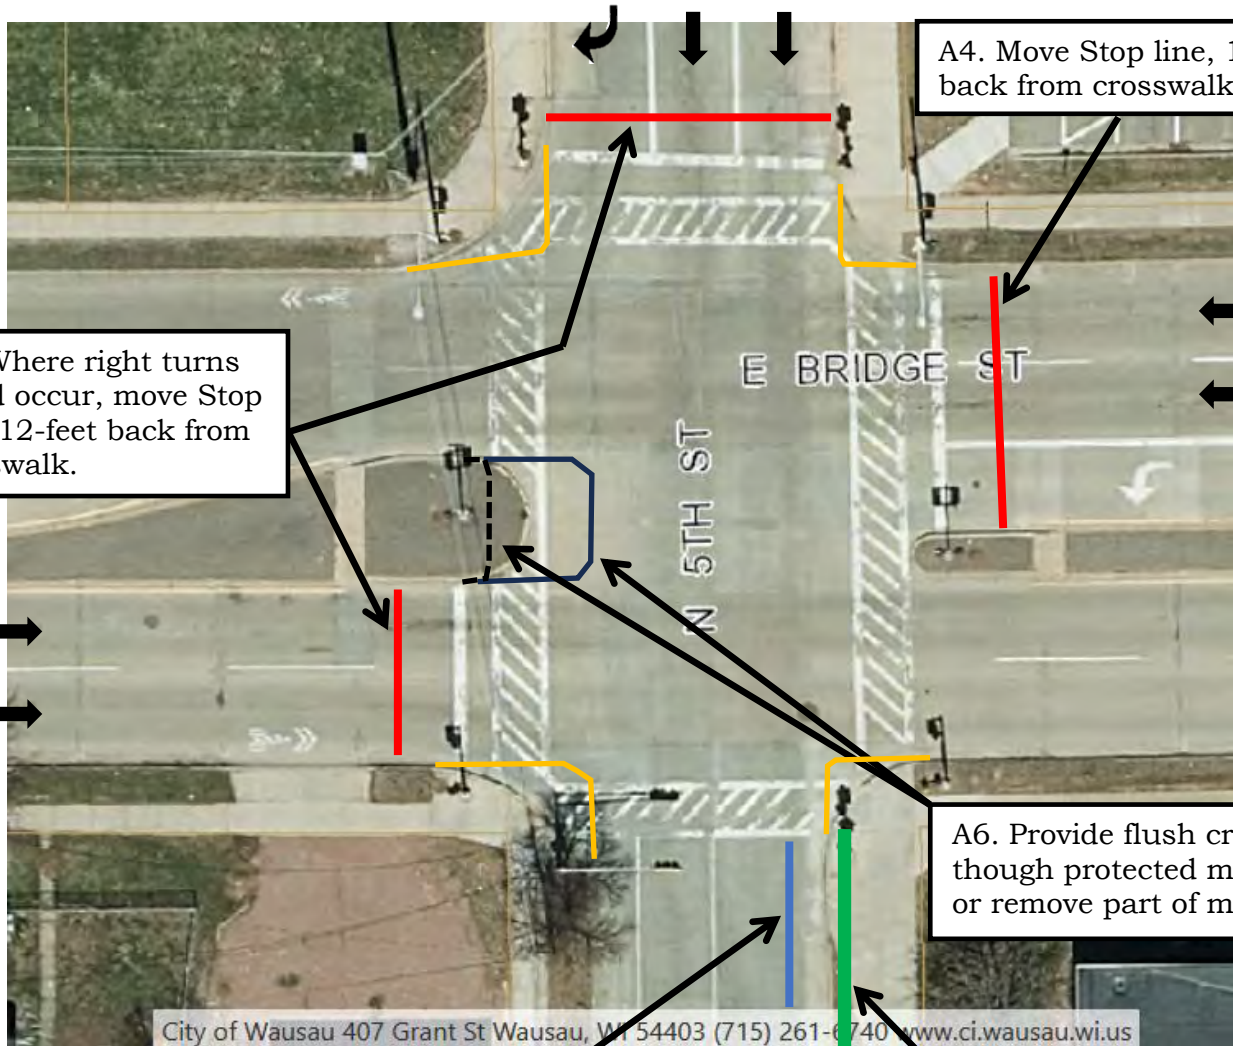 A4. Move Stop line, 1
back from crosswalk
Where right turns
occur, move Stop
12-feet back from
walk.
E BRIDGE ST
N 5TH ST
A6. Provide flush cr
though protected m
or remove part of m
City of Wausau 407 Grant St Wausau, WI 54403 (715) 261-6740 www.ci.wausau.wi.us